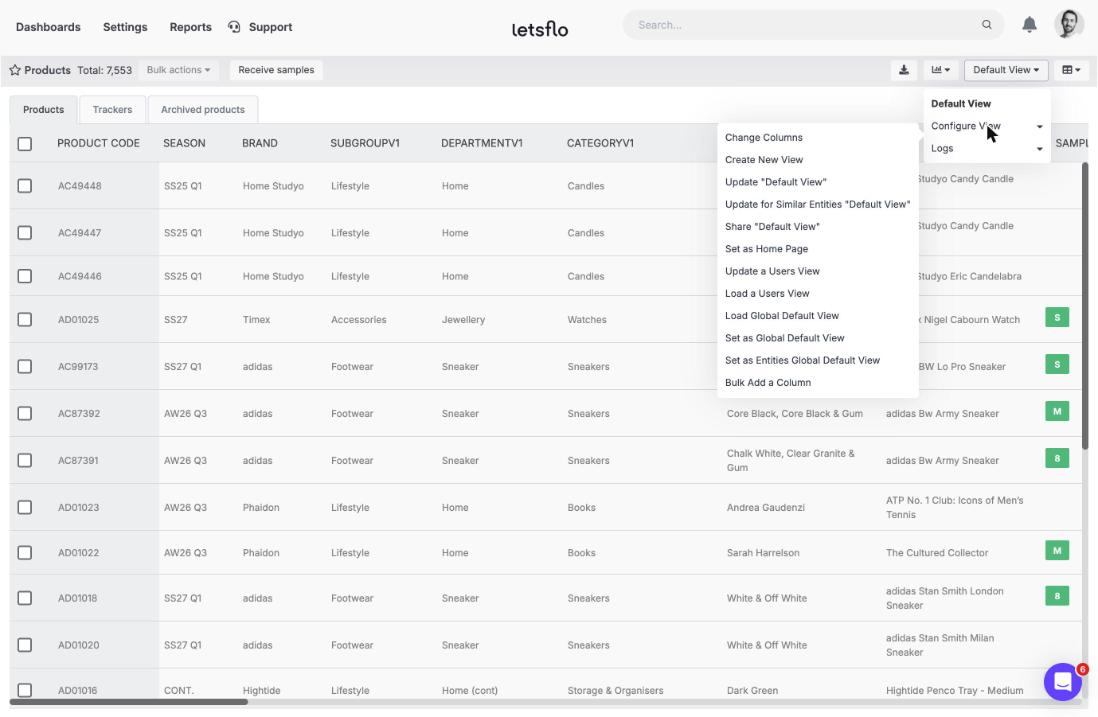 Dashboards Settings Reports Support letsflo Search...
Products Total: 7,553 Bulk actions Receive samples Default View
Products Trackers Archived products
Default View
Configure View
Logs
Change Columns
Create New View
Update "Default View"
Update for Similar Entities "Default View"
Share "Default View"
Set as Home Page
Update a Users View
Load a Users View
Load Global Default View
Set as Global Default View
Set as Entities Global Default View
Bulk Add a Column
PRODUCT CODE SEASON BRAND SUBGROUPV1 DEPARTMENTV1 CATEGORYV1 SAMPL
AC49448 SS25 Q1 Home Studyo Lifestyle Home Candles Studyo Candy Candle
AC49447 SS25 Q1 Home Studyo Lifestyle Home Candles Studyo Candy Candle
AC49446 SS25 Q1 Home Studyo Lifestyle Home Candles Studyo Eric Candelabra
AD01025 SS27 Timex Accessories Jewellery Watches x Nigel Cabourn Watch S
AC99173 SS27 Q1 adidas Footwear Sneaker Sneakers BW Lo Pro Sneaker S
AC87392 AW26 Q3 adidas Footwear Sneaker Sneakers Core Black, Core Black & Gum adidas Bw Army Sneaker M
AC87391 AW26 Q3 adidas Footwear Sneaker Sneakers Chalk White, Clear Granite &
Gum adidas Bw Army Sneaker 8
AD01023 AW26 Q3 Phaidon Lifestyle Home Books Andrea Gaudenzi ATP No. 1 Club: Icons of Men's
Tennis
AD01022 AW26 Q3 Phaidon Lifestyle Home Books Sarah Harrelson The Cultured Collector M
AD01018 SS27 Q1 adidas Footwear Sneaker Sneakers White & Off White adidas Stan Smith London
Sneaker 8
AD01020 SS27 Q1 adidas Footwear Sneaker Sneakers White & Off White adidas Stan Smith Milan
Sneaker
AD01016 CONT. Hightide Lifestyle Home (cont) Storage & Organisers Dark Green Hightide Penco Tray - Medium
6